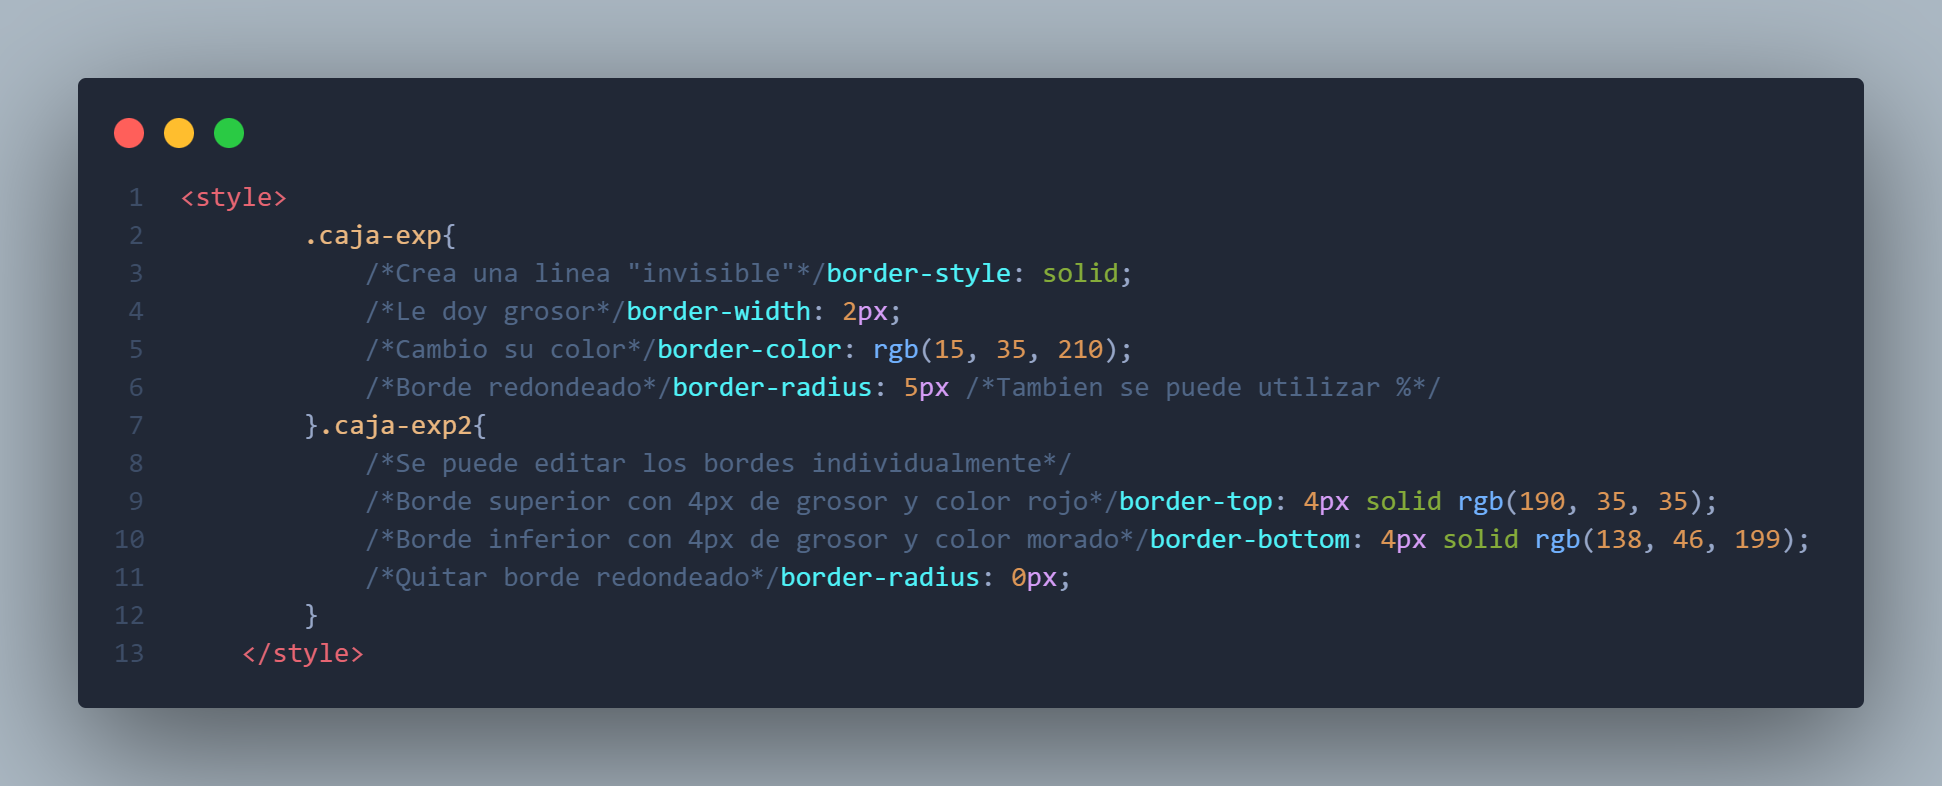 1 <style>
2         .caja-exp{
3             /*Crea una linea "invisible"*/border-style: solid;
4             /*Le doy grosor*/border-width: 2px;
5             /*Cambio su color*/border-color: rgb(15, 35, 210);
6             /*Borde redondeado*/border-radius: 5px /*Tambien se puede utilizar %*/
7         }.caja-exp2{
8             /*Se puede editar los bordes individualmente*/
9             /*Borde superior con 4px de grosor y color rojo*/border-top: 4px solid rgb(190, 35, 35);
10             /*Borde inferior con 4px de grosor y color morado*/border-bottom: 4px solid rgb(138, 46, 199);
11             /*Quitar borde redondeado*/border-radius: 0px;
12         }
13     </style>